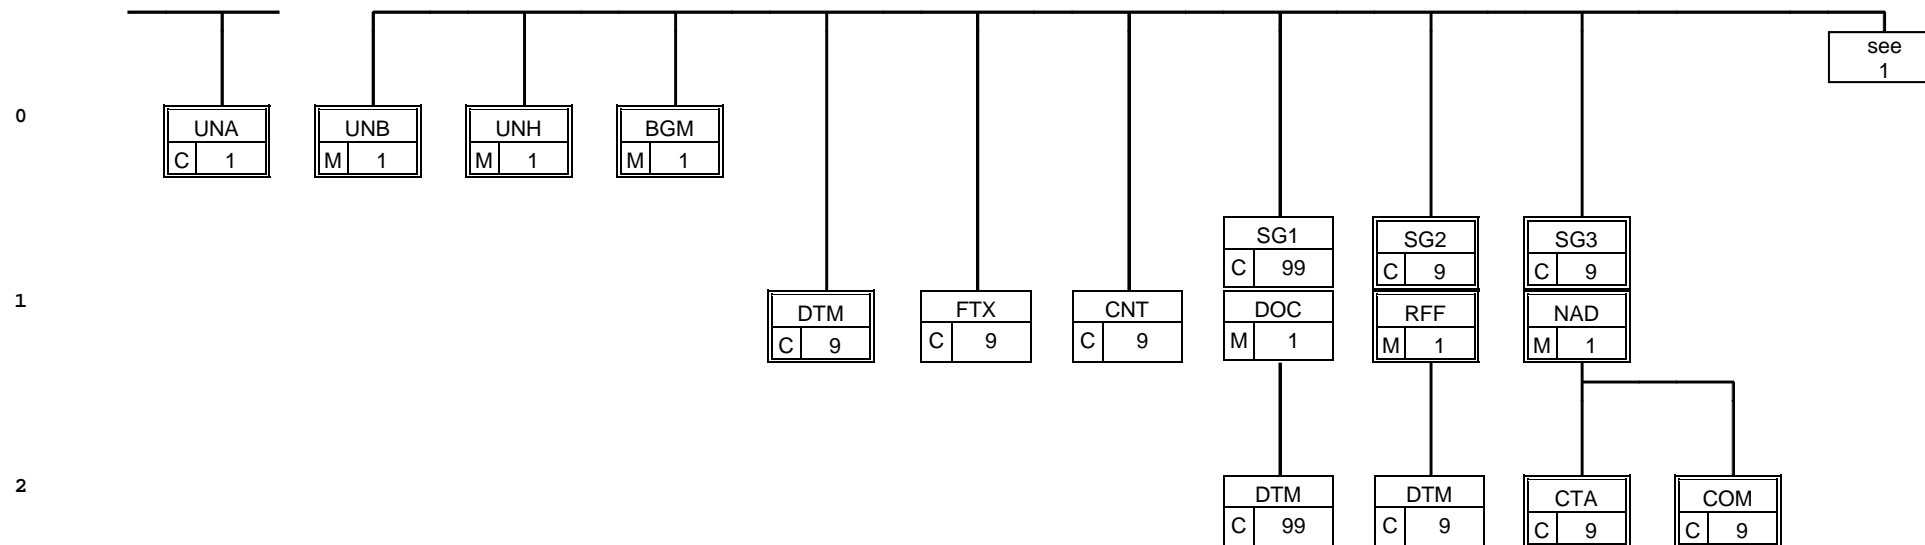 see
1
0
UNA
C 1
UNB
M 1
UNH
M 1
BGM
M 1
SG1
C 99
SG2
C 9
SG3
C 9
1
DTM
C 9
FTX
C 9
CNT
C 9
DOC
M 1
RFF
M 1
NAD
M 1
2
DTM
C 99
DTM
C 9
CTA
C 9
COM
C 9